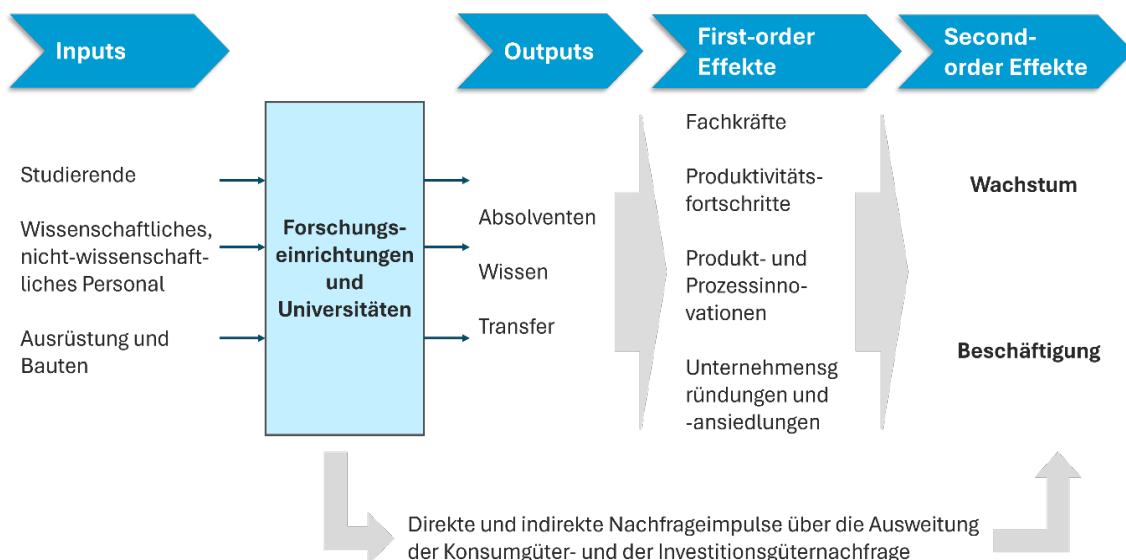 Inputs
Outputs
First-order
Effekte
Second-
order Effekte
Studierende
Wissenschaftliches,
nicht-wissenschaft-
liches Personal
Ausrüstung und
Bauten
Forschungs-
einrichtungen
und
Universitäten
Absolventen
Wissen
Transfer
Fachkräfte
Produktivitäts-
fortschritte
Produkt- und
Prozessinno-
vationen
Unternehmensg
ründungen und
-ansiedlungen
Wachstum
Beschäftigung
Direkte und indirekte Nachfrageimpulse über die Ausweitung
der Konsumgüter- und der Investitionsgüternachfrage